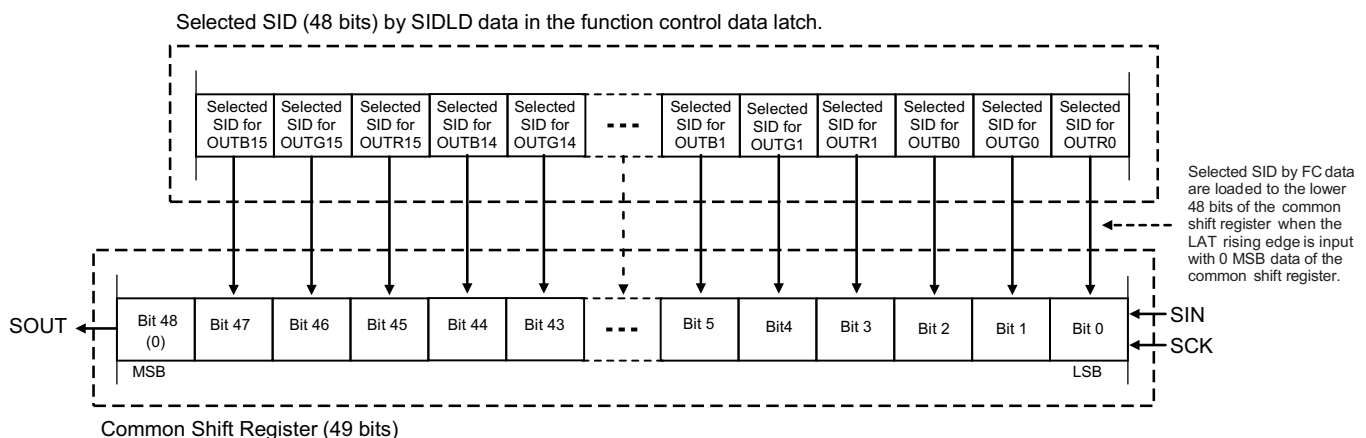 Selected SID (48 bits) by SIDLD data in the function control data latch.
Selected SID for OUTB15
Selected SID for OUTG15
Selected SID for OUTR15
Selected SID for OUTB14
Selected SID for OUTG14
Selected SID for OUTB1
Selected SID for OUTG1
Selected SID for OUTR1
Selected SID for OUTB0
Selected SID for OUTG0
Selected SID for OUTR0
Selected SID by FC data
are loaded to the lower
48 bits of the common
shift register when the
LAT rising edge is input
with 0 MSB data of the
common shift register.
SOUT
Bit 48
(0)
Bit 47
Bit 46
Bit 45
Bit 44
Bit 43
Bit 5
Bit4
Bit 3
Bit 2
Bit 1
Bit 0
SIN
SCK
MSB
LSB
Common Shift Register (49 bits)